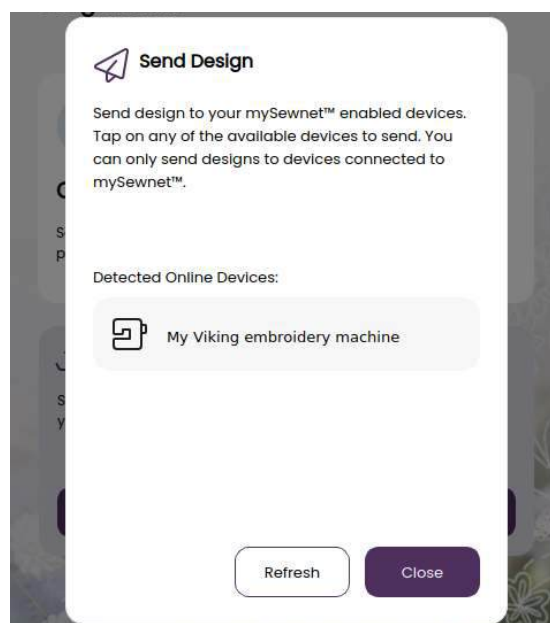 Send Design
Send design to your mySewnet™ enabled devices.
Tap on any of the available devices to send. You
can only send designs to devices connected to
mySewnet™.
Detected Online Devices:
My Viking embroidery machine
Refresh
Close